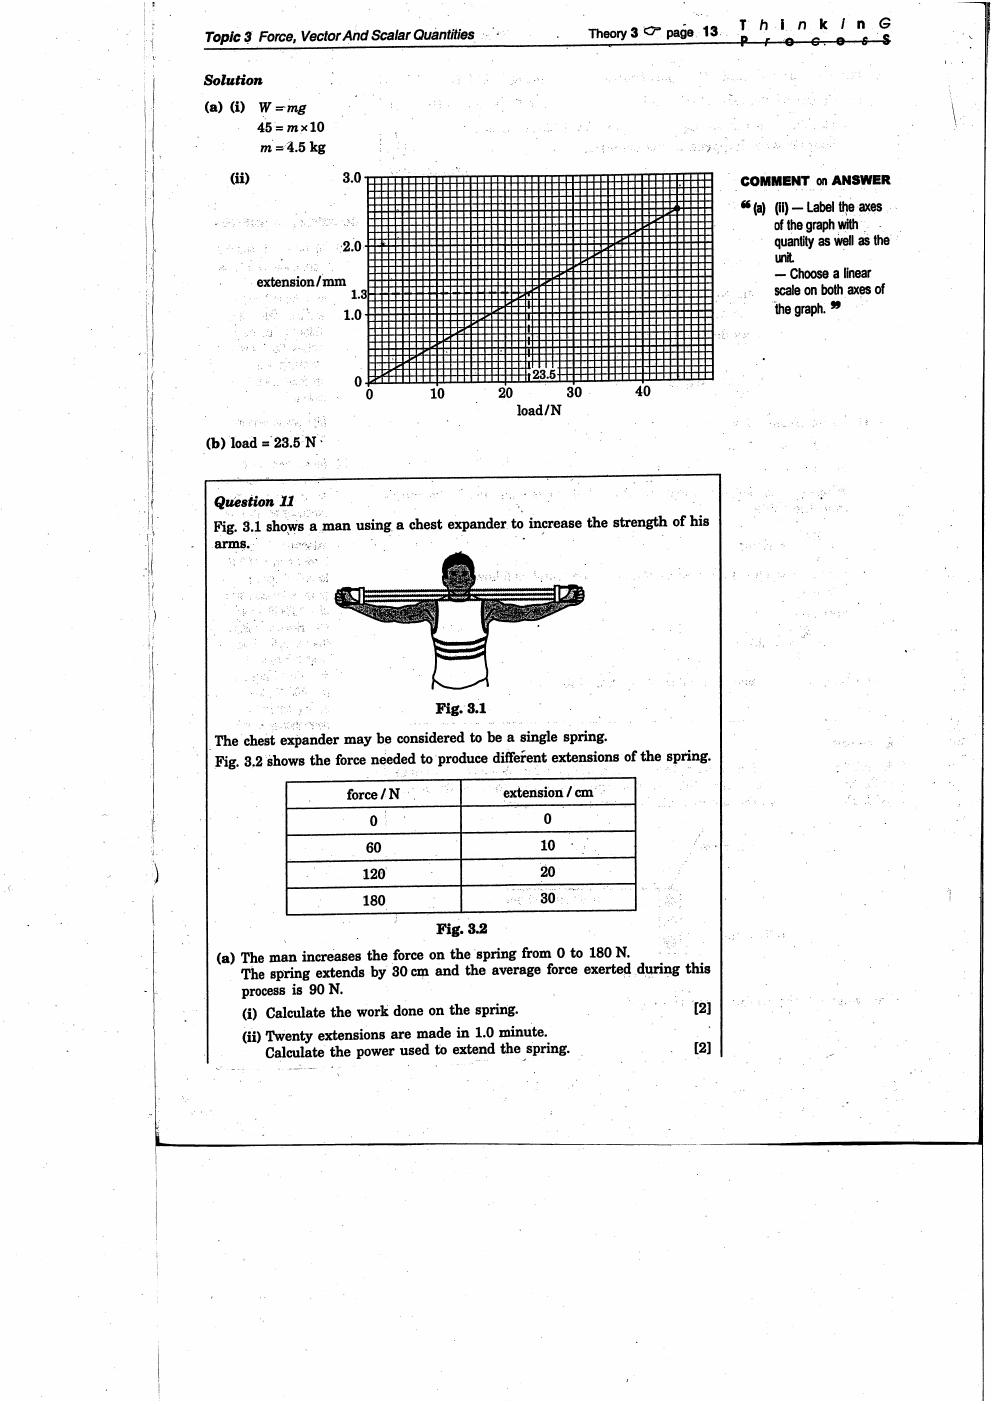 Topic 3 Force, Vector And Scalar Quantities
Theory 3 ☞ page 13
T h i n k i n G
P r o c e s S
Solution
(a) (i) W = mg
45 = m × 10
m = 4.5 kg
(ii)
3.0
2.0
extension/mm
1.3
1.0
0
23.5
0 10 20 30 40
load/N
COMMENT on ANSWER
“(a) (ii) — Label the axes
of the graph with
quantity as well as the
unit.
— Choose a linear
scale on both axes of
the graph. ”
(b) load = 23.5 N
Question 11
Fig. 3.1 shows a man using a chest expander to increase the strength of his
arms.
Fig. 3.1
The chest expander may be considered to be a single spring.
Fig. 3.2 shows the force needed to produce different extensions of the spring.
force / N extension / cm
0 0
60 10
120 20
180 30
Fig. 3.2
(a) The man increases the force on the spring from 0 to 180 N.
The spring extends by 30 cm and the average force exerted during this
process is 90 N.
(i) Calculate the work done on the spring. [2]
(ii) Twenty extensions are made in 1.0 minute.
Calculate the power used to extend the spring. [2]